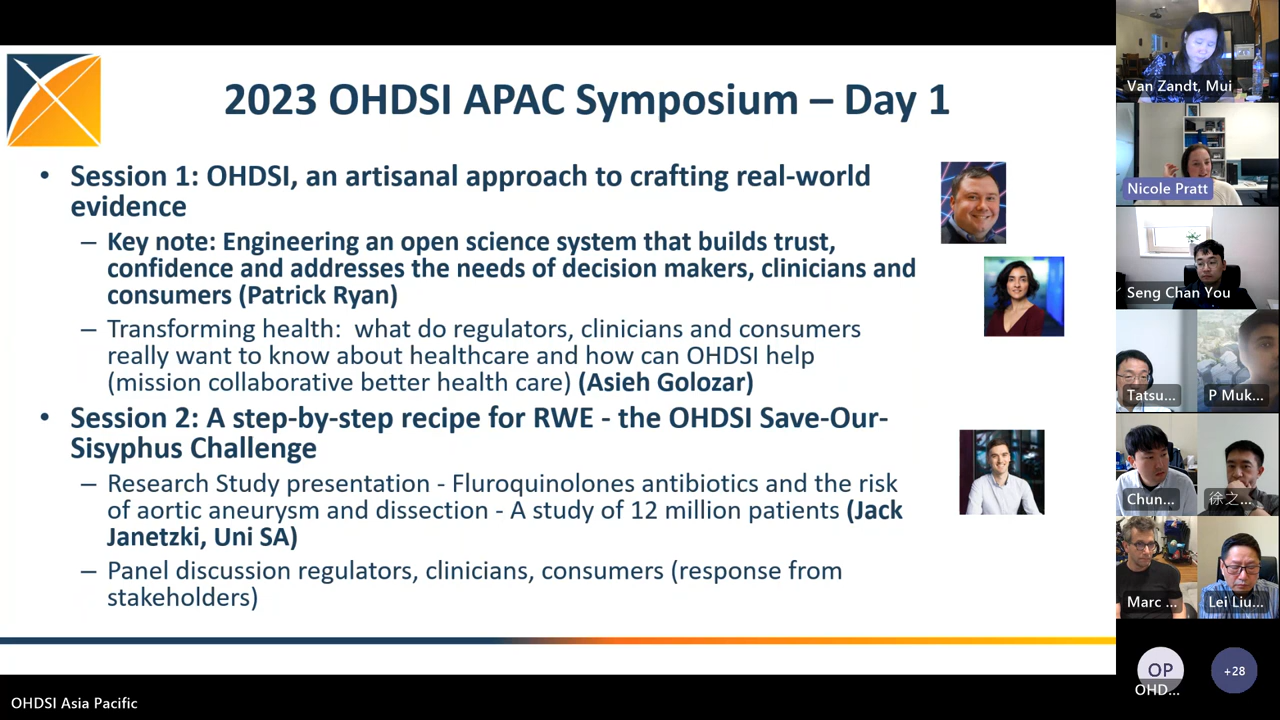 2023 OHDSI APAC Symposium – Day 1
• Session 1: OHDSI, an artisanal approach to crafting real-world
evidence
– Key note: Engineering an open science system that builds trust,
confidence and addresses the needs of decision makers, clinicians and
consumers (Patrick Ryan)
– Transforming health: what do regulators, clinicians and consumers
really want to know about healthcare and how can OHDSI help
(mission collaborative better health care) (Asieh Golozar)
• Session 2: A step-by-step recipe for RWE - the OHDSI Save-Our-
Sisyphus Challenge
– Research Study presentation - Fluroquinolones antibiotics and the risk
of aortic aneurysm and dissection - A study of 12 million patients (Jack
Janetzki, Uni SA)
– Panel discussion regulators, clinicians, consumers (response from
stakeholders)
OHDSI Asia Pacific
Van Zandt, Mui
Nicole Pratt
Seng Chan You
Tatsu...
P Muk...
Chun...
徐之...
Marc ...
Lei Liu...
OP
OHD...
+28